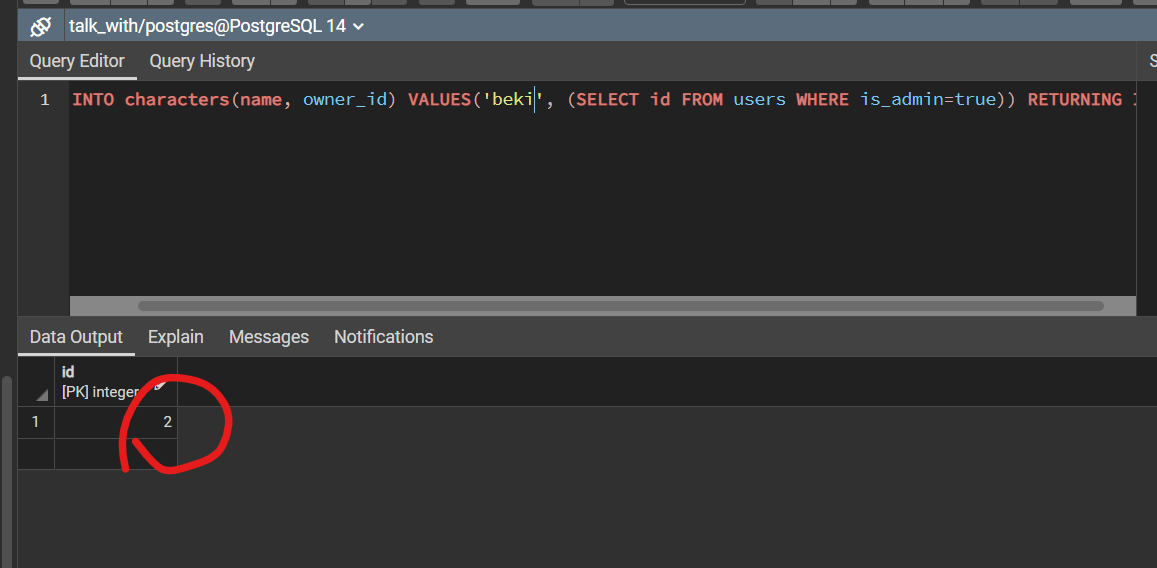 talk_with/postgres@PostgreSQL 14
Query Editor Query History
1 INTO characters(name, owner_id) VALUES('beki', (SELECT id FROM users WHERE is_admin=true)) RETURNING
Data Output Explain Messages Notifications
id
[PK] integer
1 2